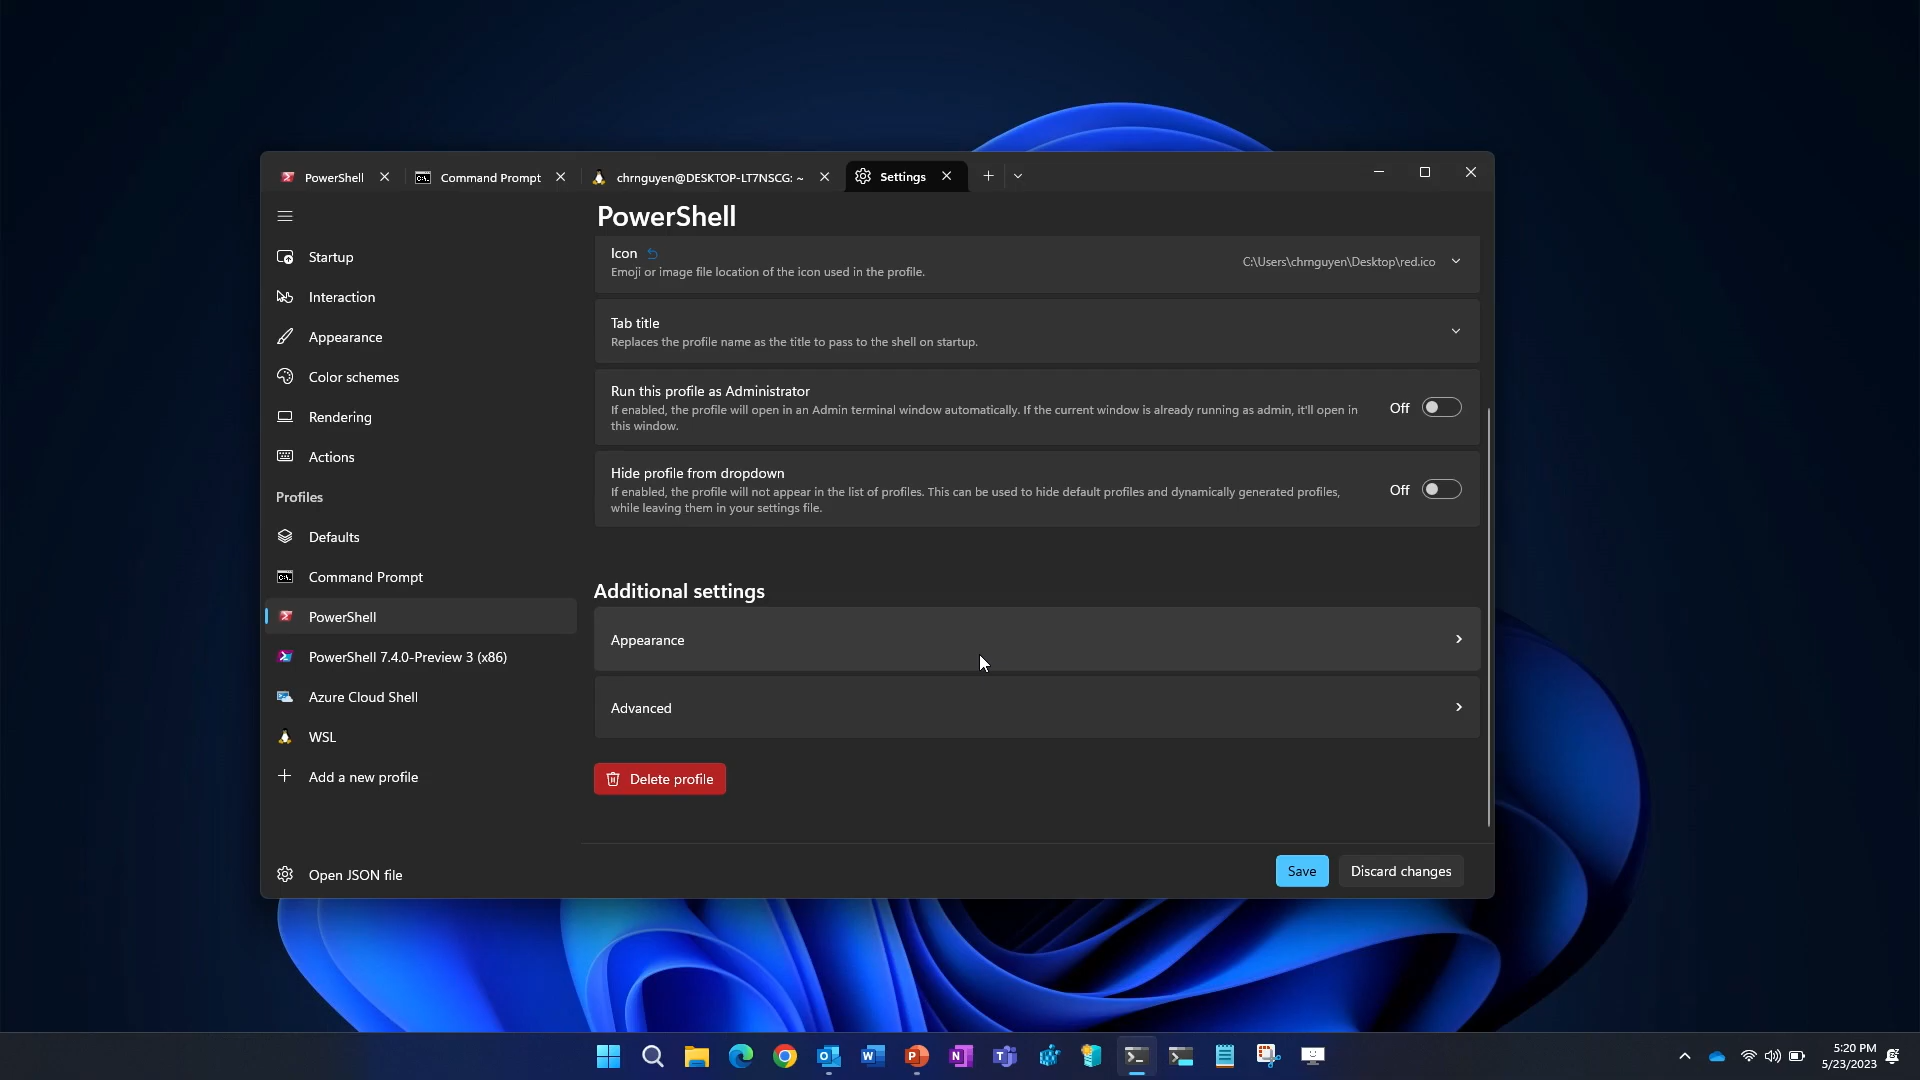 PowerShell
Command Prompt
chrnguyen@DESKTOP-LT7NSCG: ~
Settings
Startup
Interaction
Appearance
Color schemes
Rendering
Actions
Profiles
Defaults
Command Prompt
PowerShell
PowerShell 7.4.0-Preview 3 (x86)
Azure Cloud Shell
WSL
Add a new profile
Open JSON file
PowerShell
Icon
Emoji or image file location of the icon used in the profile.
C:\Users\chrnguyen\Desktop\red.ico
Tab title
Replaces the profile name as the title to pass to the shell on startup.
Run this profile as Administrator
If enabled, the profile will open in an Admin terminal window automatically. If the current window is already running as admin, it'll open in
this window.
Off
Hide profile from dropdown
If enabled, the profile will not appear in the list of profiles. This can be used to hide default profiles and dynamically generated profiles,
while leaving them in your settings file.
Off
Additional settings
Appearance
Advanced
Delete profile
Save
Discard changes
5:20 PM
5/23/2023